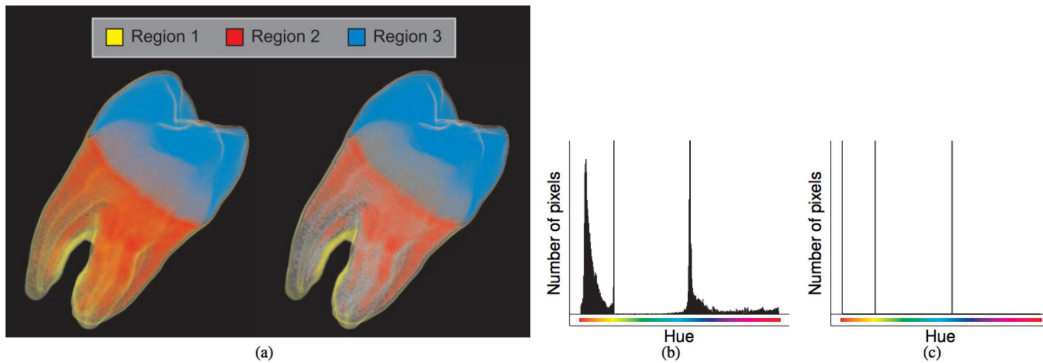 Region 1 Region 2 Region 3
Number of pixels
Hue
Number of pixels
Hue
(a)
(b)
(c)